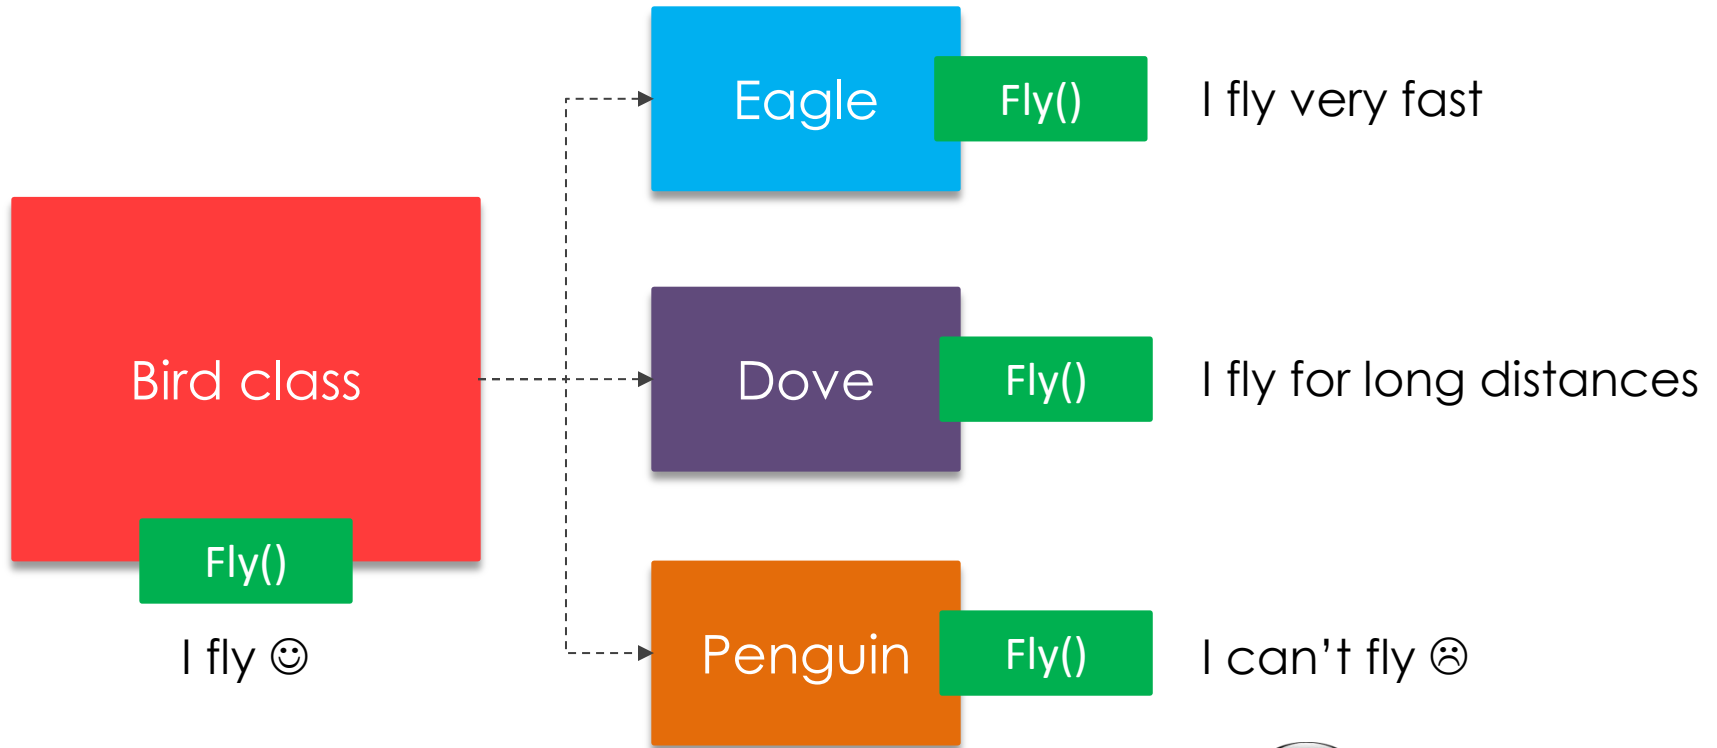 Eagle
Fly()
I fly very fast
Bird class
Fly()
I fly ☺
Dove
Fly()
I fly for long distances
Penguin
Fly()
I can’t fly ☹